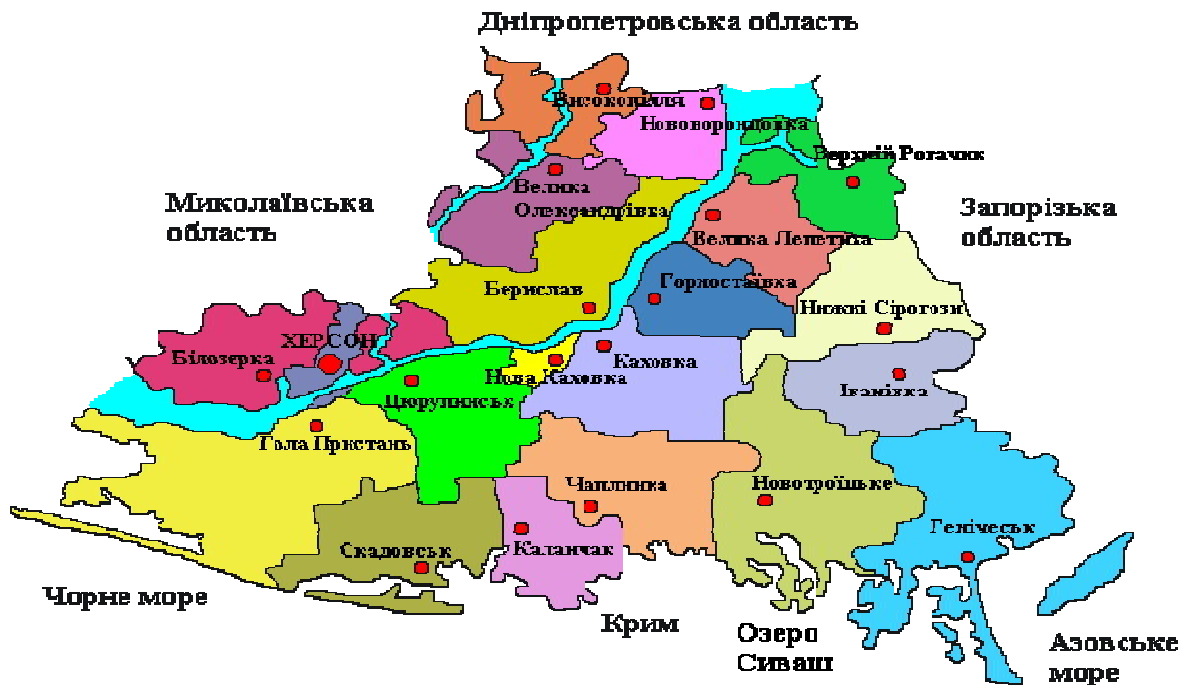 Дніпропетровська область
Високопілля
Нововоронцовка
Верхній Рогачик
Миколаївська
область
Велика
Олександрівка
Запорізька
область
Велика Лепетиха
Горностаївка
Берислав
Нижні Сірогози
ХЕРСОН
Білозерка
Каховка
Нова Каховка
Іванівка
Цюрупинськ
Гола Пристань
Чаплинка
Новотроїцьке
Генічеськ
Скадовськ
Каланчак
Чорне море
Крим
Озеро
Сиваш
Азовське
море